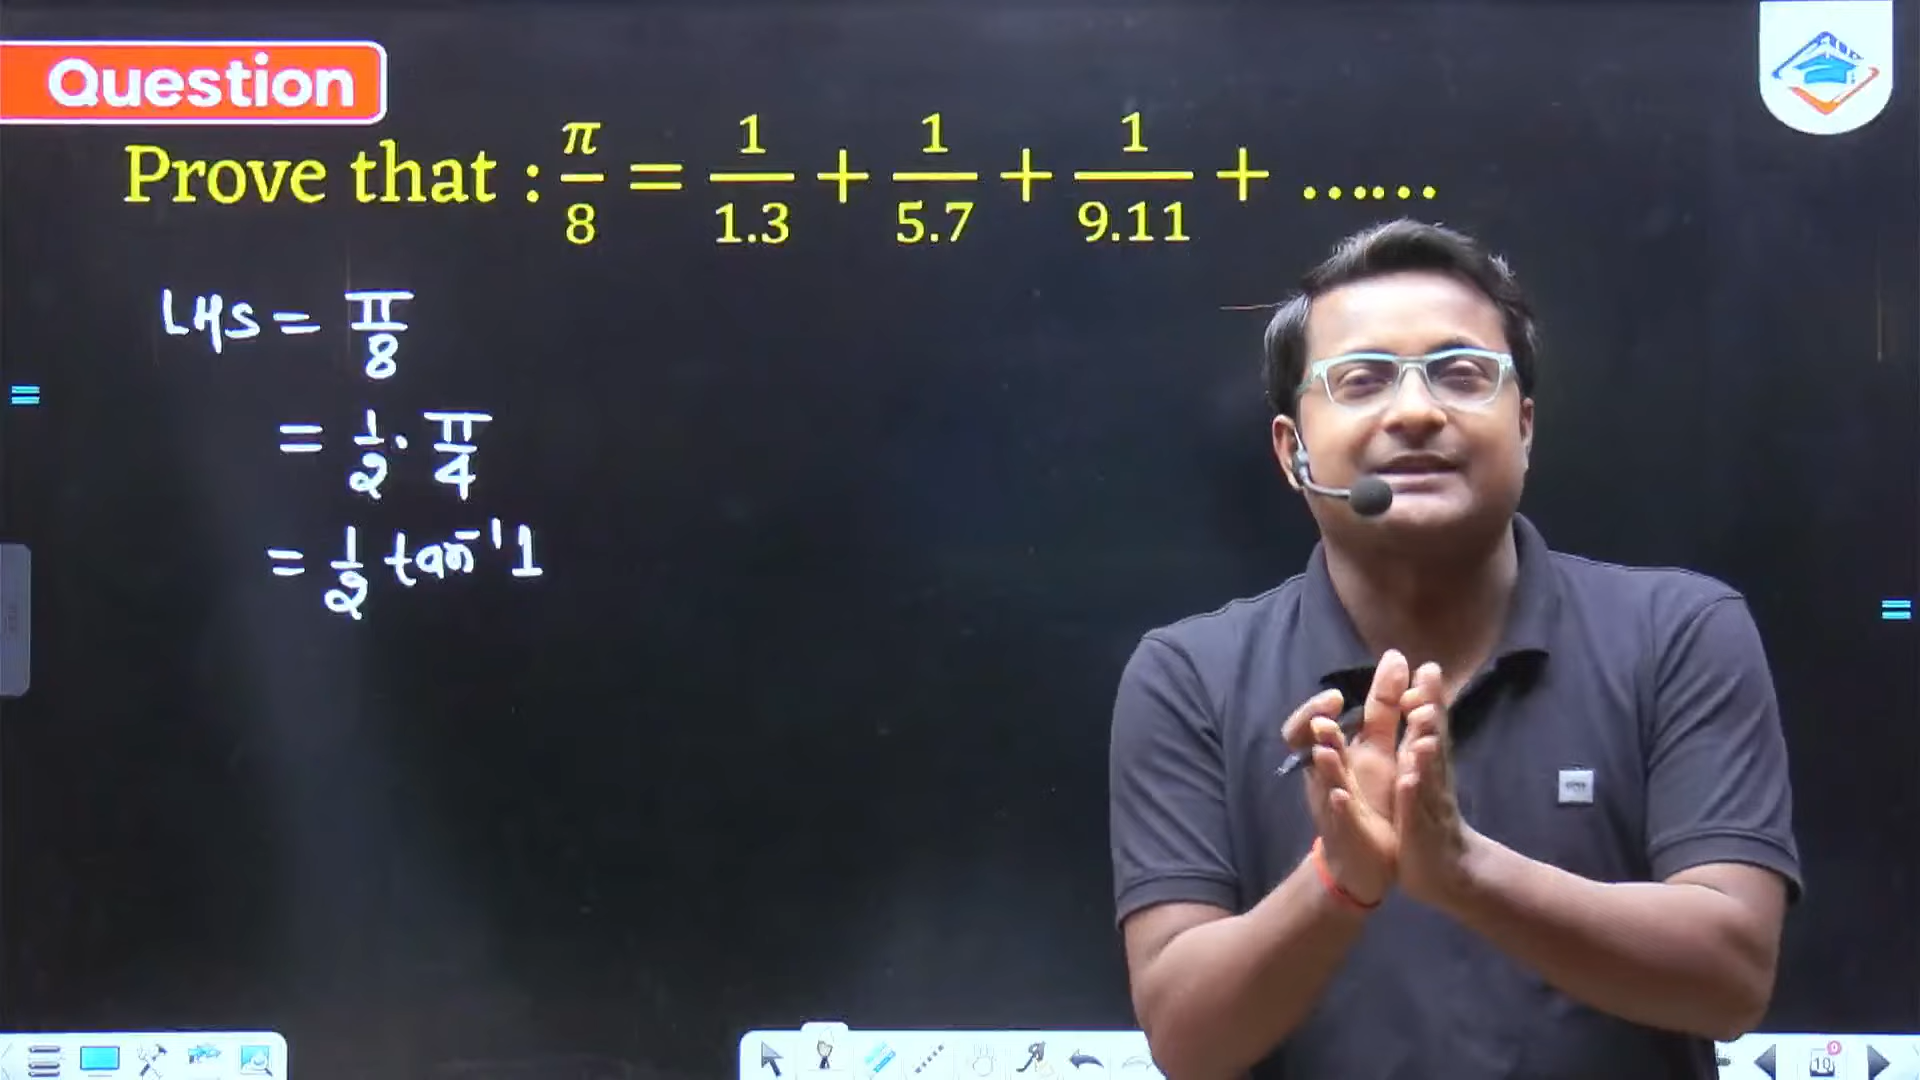 Question
Prove that : π/8 = 1/1.3 + 1/5.7 + 1/9.11 + ......
LHS = π/8
= 1/2 . π/4
= 1/2 tan⁻¹1